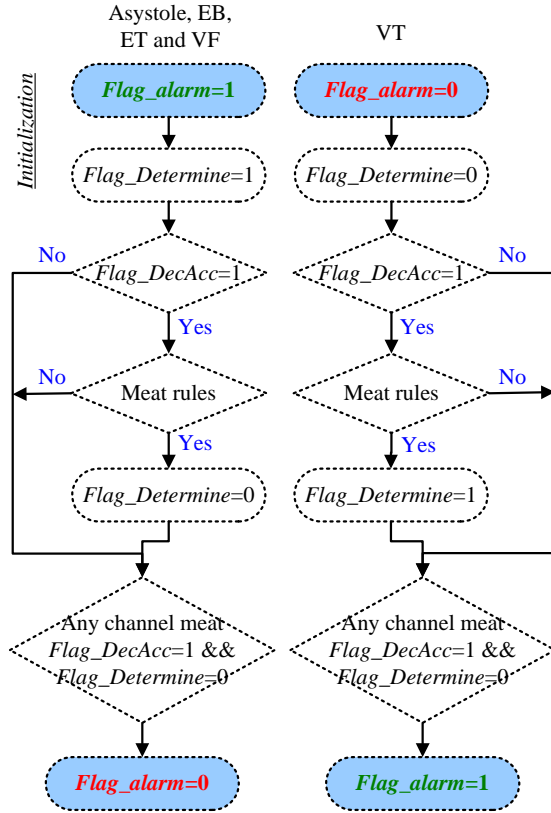 Asystole, EB,
ET and VF
VT
Initialization
Flag_alarm=1
Flag_alarm=0
Flag_Determine=1
Flag_Determine=0
No
Flag_DecAcc=1
Flag_DecAcc=1
No
Yes
Yes
No
Meat rules
Meat rules
No
Yes
Yes
Flag_Determine=0
Flag_Determine=1
Any channel meat
Flag_DecAcc=1 &&
Flag_Determine=0
Any channel meat
Flag_DecAcc=1 &&
Flag_Determine=0
Flag_alarm=0
Flag_alarm=1